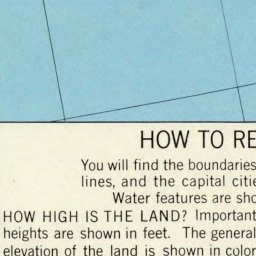 HOW TO RE
You will find the boundaries
lines, and the capital citie
Water features are sho
HOW HIGH IS THE LAND? Important
heights are shown in feet. The general
elevation of the land is shown in color